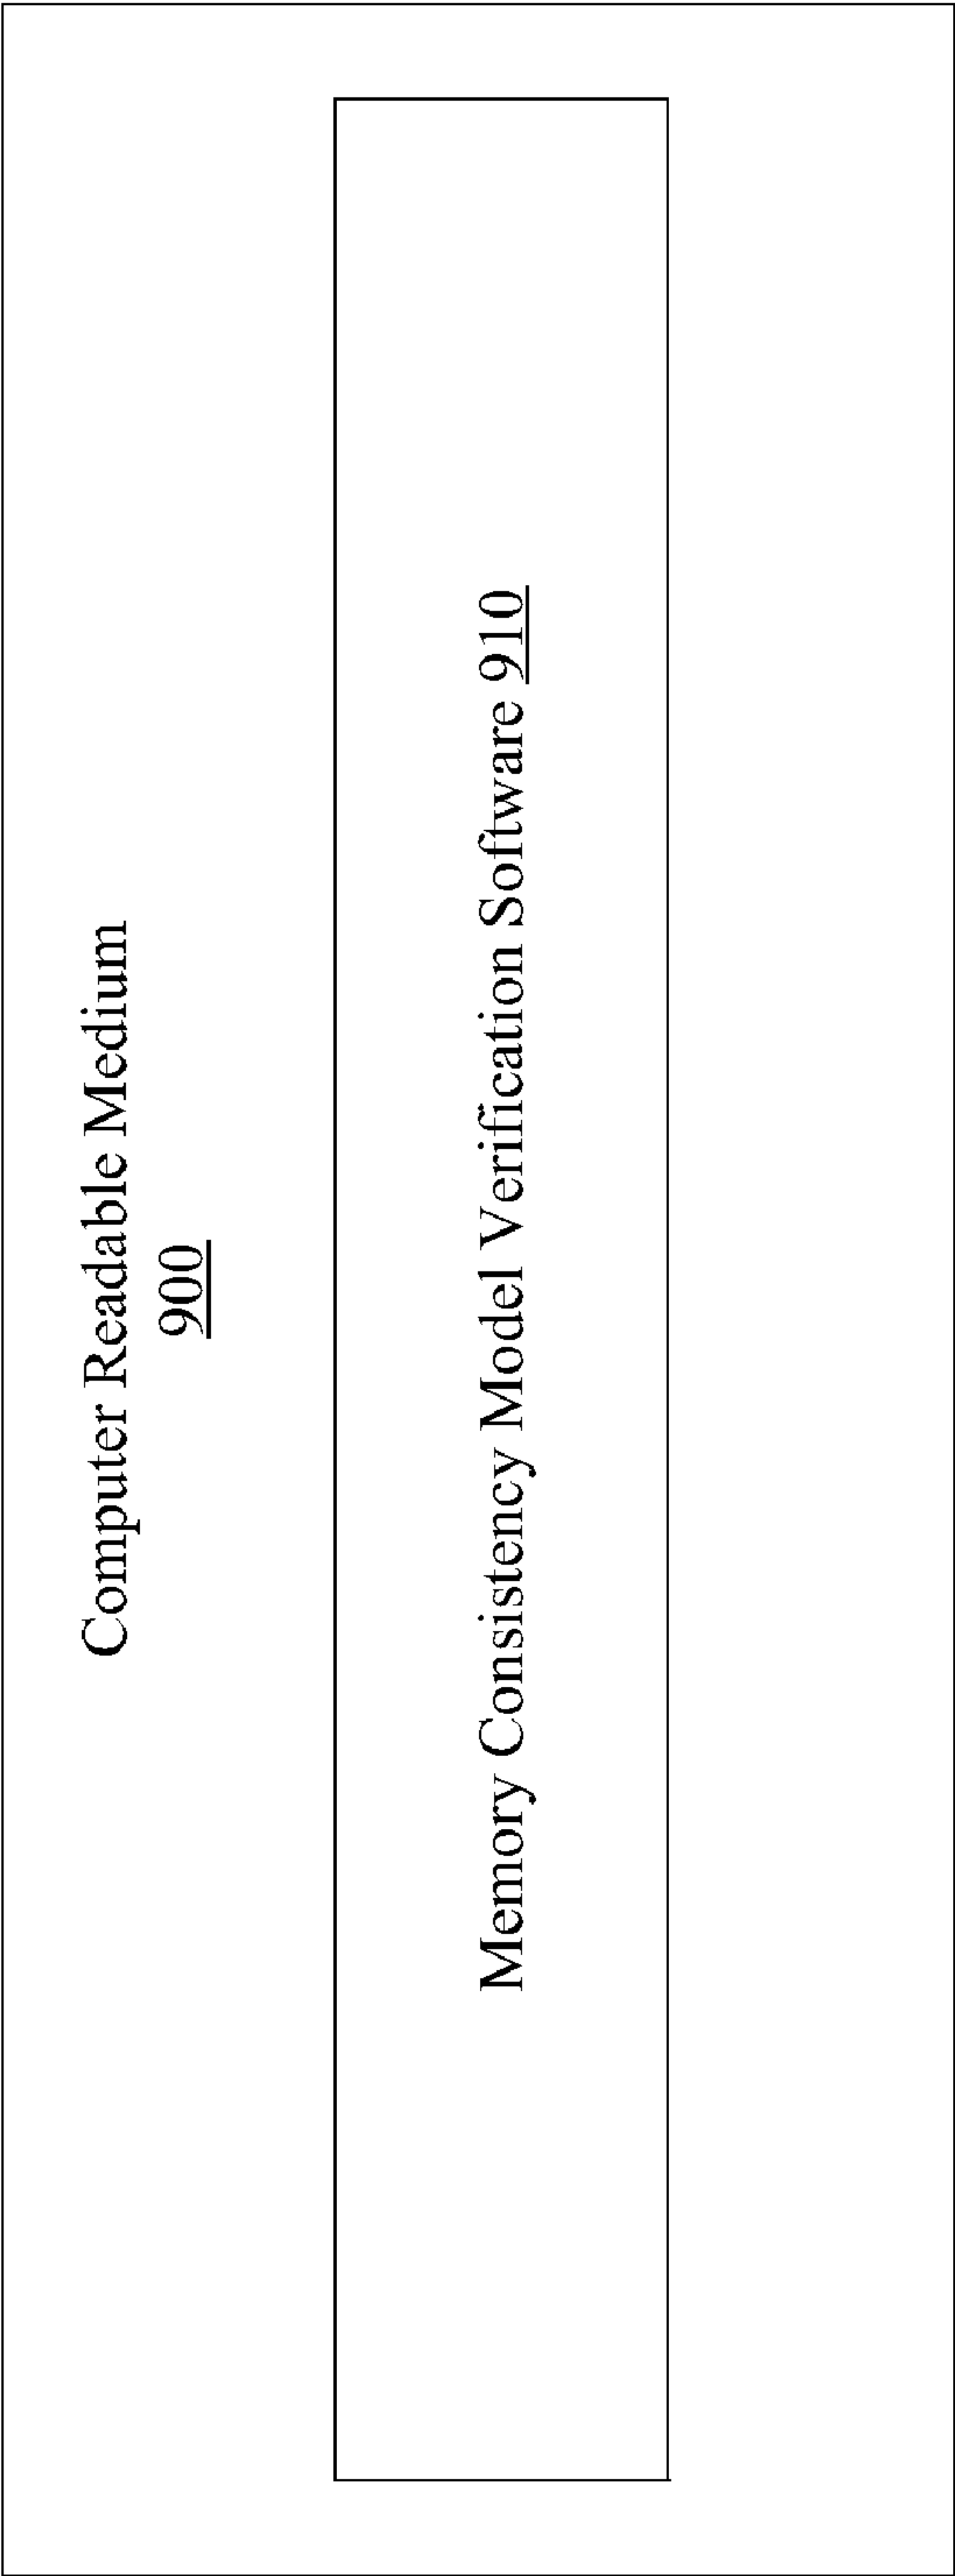 Computer Readable Medium
900
Memory Consistency Model Verification Software 910